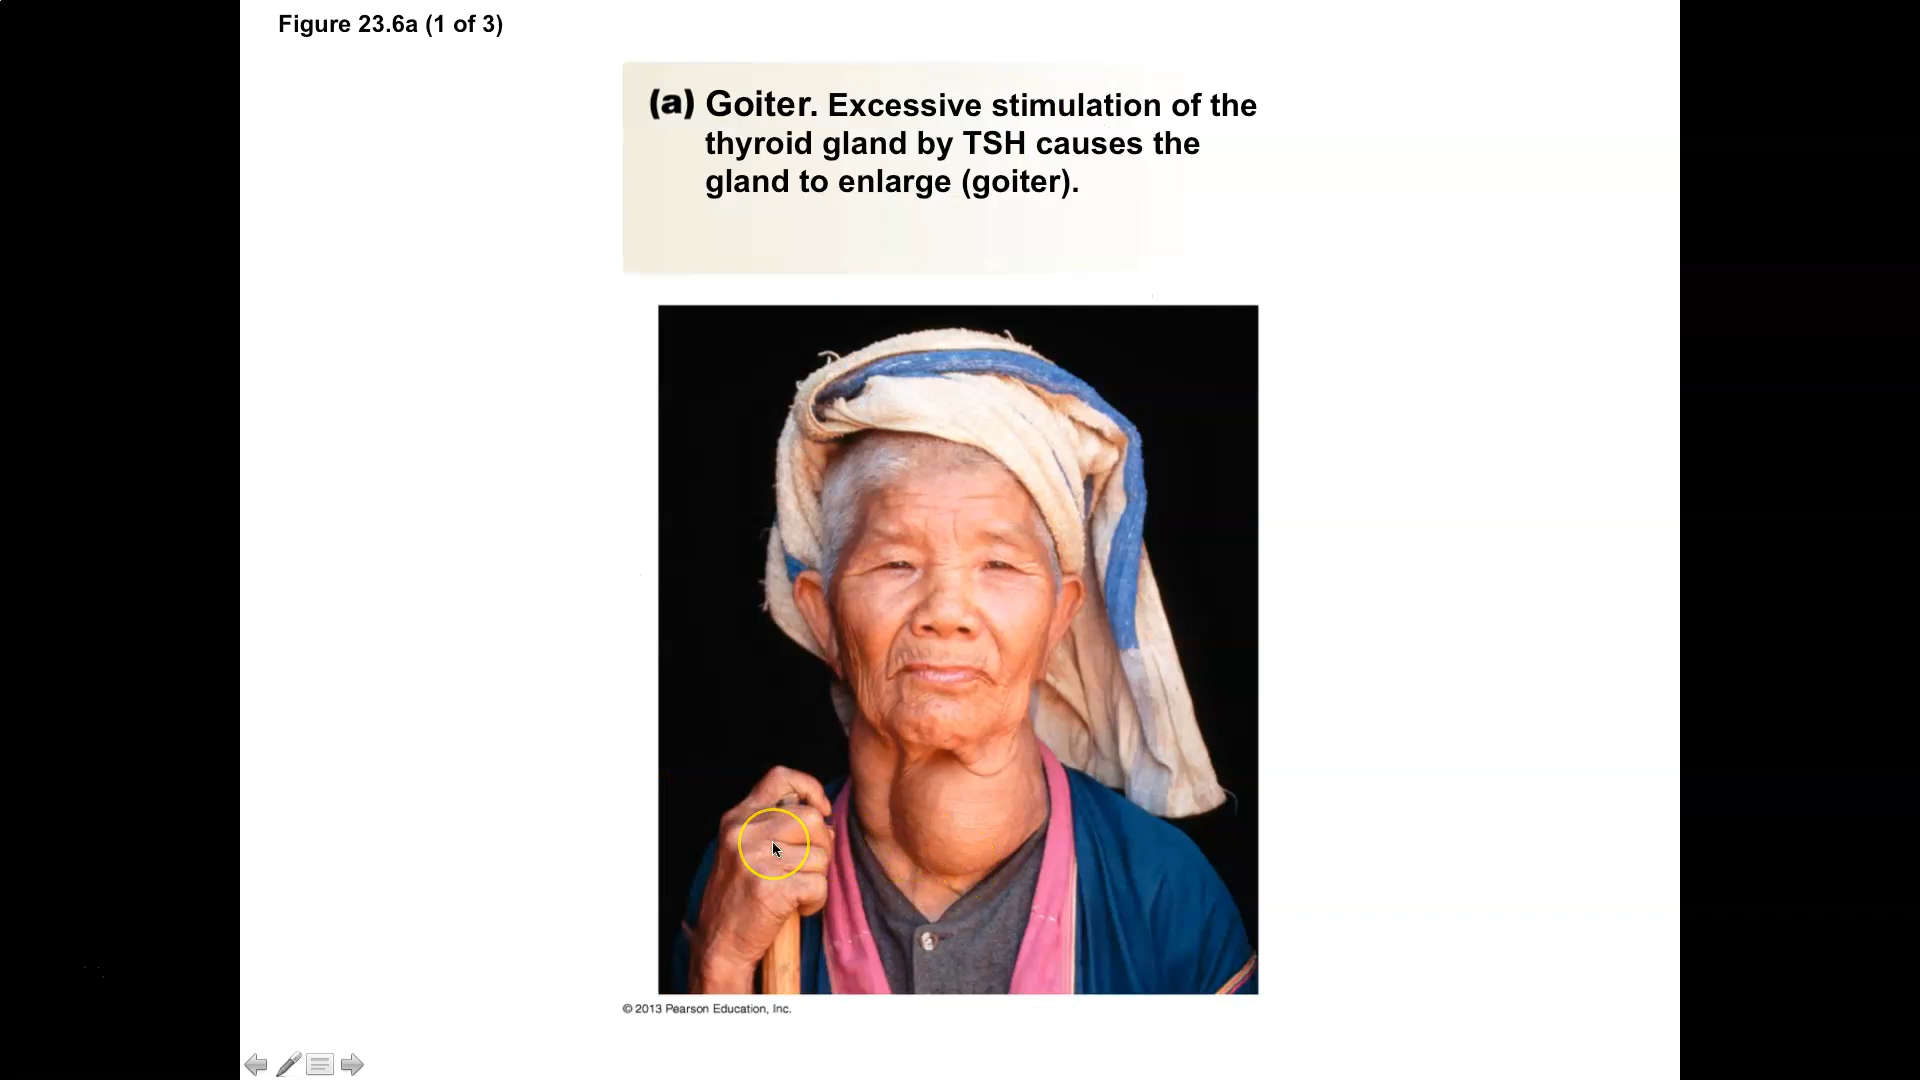 Figure 23.6a (1 of 3)
(a) Goiter. Excessive stimulation of the
thyroid gland by TSH causes the
gland to enlarge (goiter).
© 2013 Pearson Education, Inc.